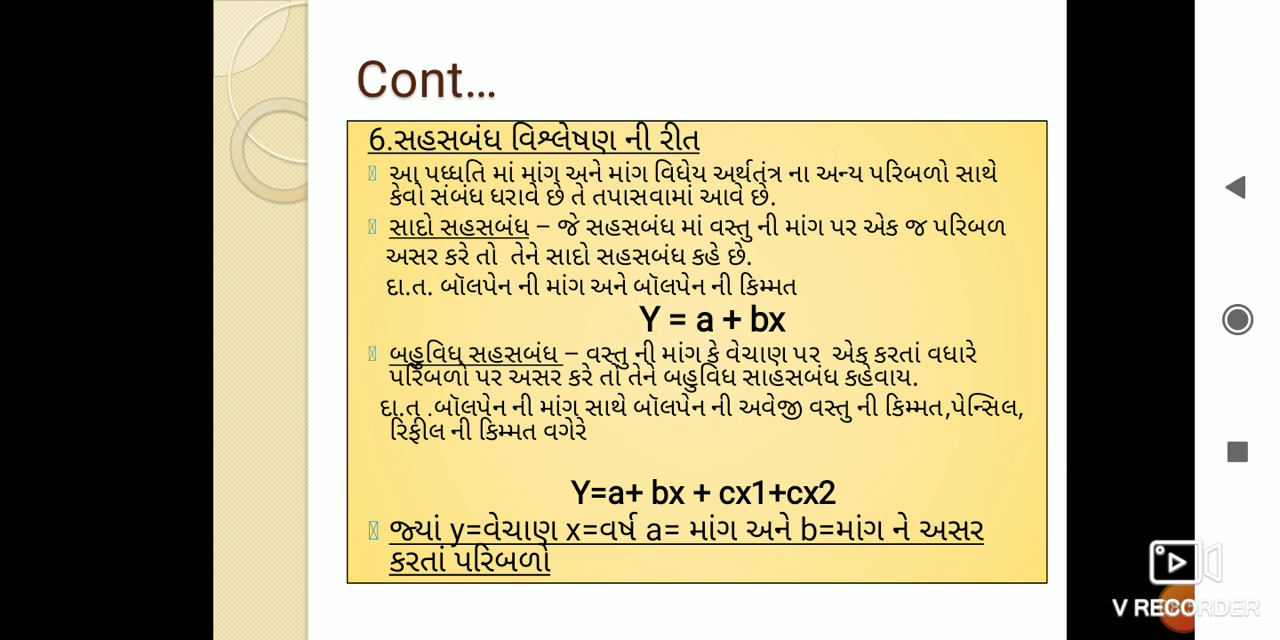 Cont...
6.સહસબંધ વિશ્લેષણ ની રીત
આ પધ્ધતિ માં માંગ અને માંગ વિધેય અર્થતંત્ર ના અન્ય પરિબળો સાથે
કેવો સંબંધ ધરાવે છે તે તપાસવામાં આવે છે.
સાદો સહસબંધ – જે સહસબંધ માં વસ્તુ ની માંગ પર એક જ પરિબળ
અસર કરે તો તેને સાદો સહસબંધ કહે છે.
દા.ત. બૉલપેન ની માંગ અને બૉલપેન ની કિમ્મત
Y = a + bx
બહુવિધ સહસબંધ – વસ્તુ ની માંગ કે વેચાણ પર એક કરતાં વધારે
પરિબળો પર અસર કરે તો તેને બહુવિધ સાહસબંધ કહેવાય.
દા.ત .બૉલપેન ની માંગ સાથે બૉલપેન ની અવેજી વસ્તુ ની કિમ્મત,પેન્સિલ,
રિફીલ ની કિમ્મત વગેરે
Y=a+ bx + cx1+cx2
જ્યાં y=વેચાણ x=વર્ષ a= માંગ અને b=માંગ ને અસર
કરતાં પરિબળો
V RECORDER